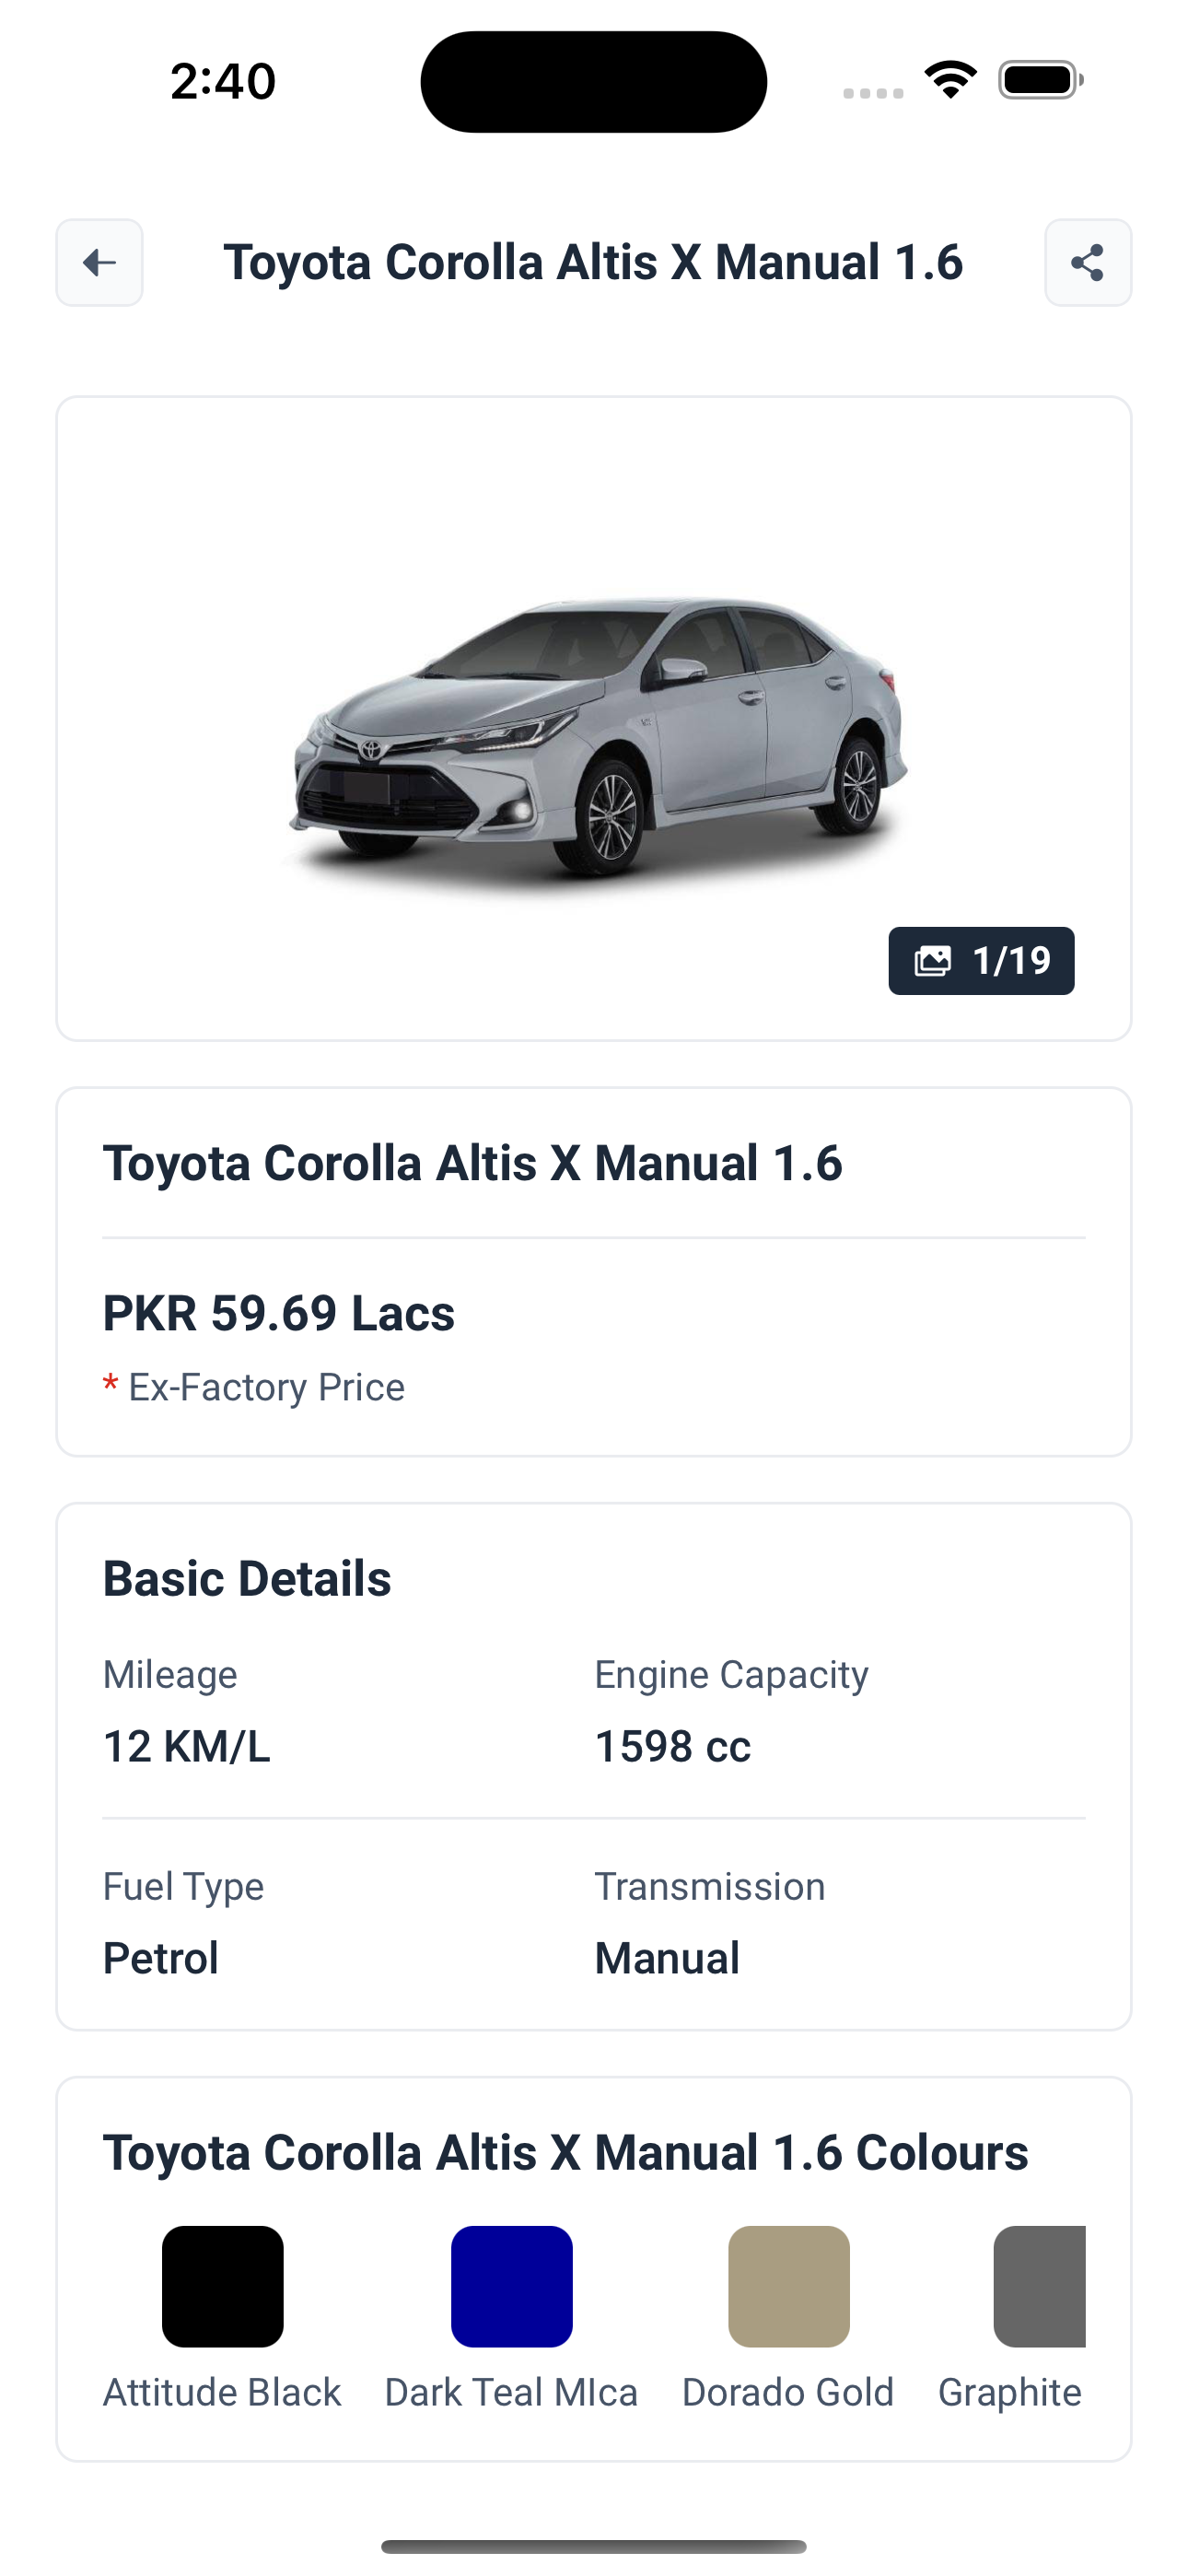 2:40
Toyota Corolla Altis X Manual 1.6
1/19
Toyota Corolla Altis X Manual 1.6
PKR 59.69 Lacs
* Ex-Factory Price
Basic Details
Mileage Engine Capacity
12 KM/L 1598 cc
Fuel Type Transmission
Petrol Manual
Toyota Corolla Altis X Manual 1.6 Colours
Attitude Black Dark Teal MIca Dorado Gold Graphite